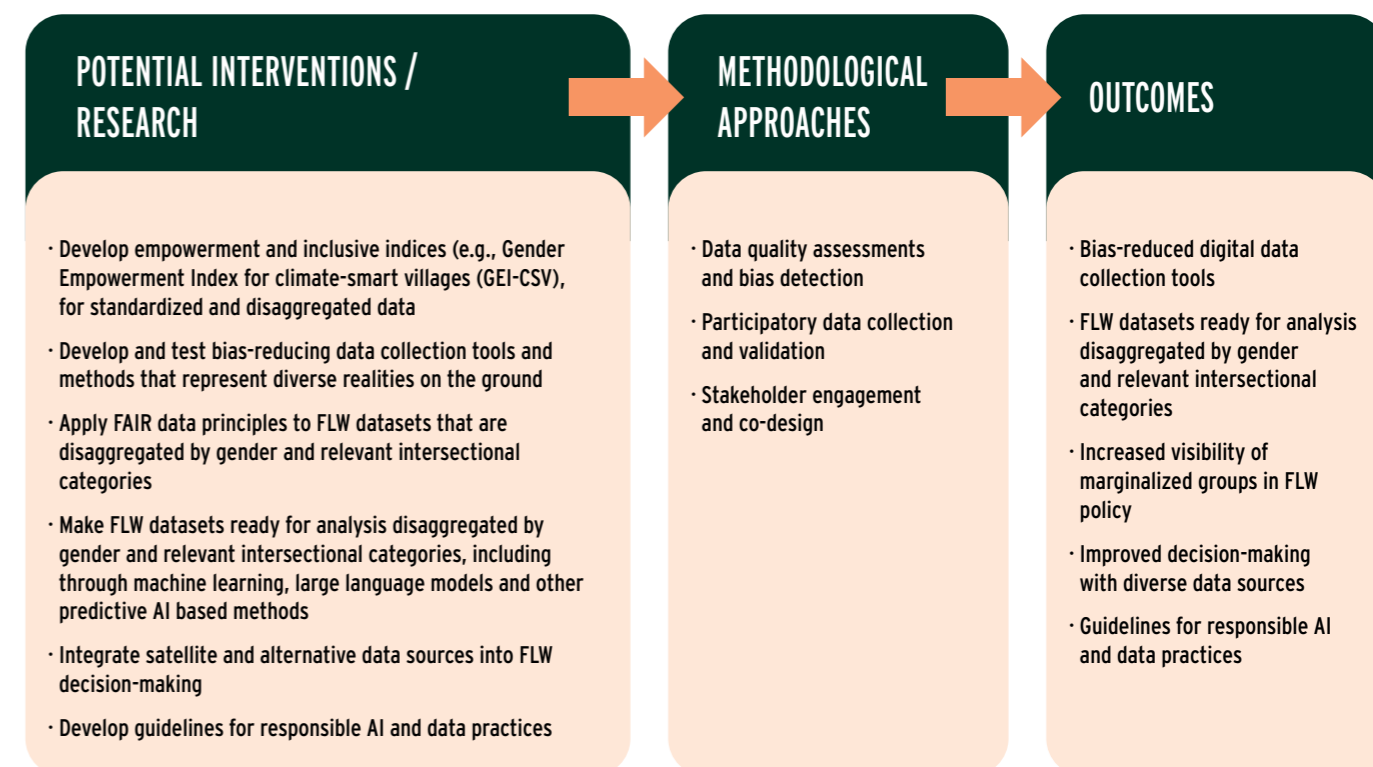 POTENTIAL INTERVENTIONS /
RESEARCH
· Develop empowerment and inclusive indices (e.g., Gender
Empowerment Index for climate-smart villages (GEI-CSV),
for standardized and disaggregated data
· Develop and test bias-reducing data collection tools and
methods that represent diverse realities on the ground
· Apply FAIR data principles to FLW datasets that are
disaggregated by gender and relevant intersectional
categories
· Make FLW datasets ready for analysis disaggregated by
gender and relevant intersectional categories, including
through machine learning, large language models and other
predictive AI based methods
· Integrate satellite and alternative data sources into FLW
decision-making
· Develop guidelines for responsible AI and data practices
METHODOLOGICAL
APPROACHES
· Data quality assessments
and bias detection
· Participatory data collection
and validation
· Stakeholder engagement
and co-design
OUTCOMES
· Bias-reduced digital data
collection tools
· FLW datasets ready for analysis
disaggregated by gender
and relevant intersectional
categories
· Increased visibility of
marginalized groups in FLW
policy
· Improved decision-making
with diverse data sources
· Guidelines for responsible AI
and data practices